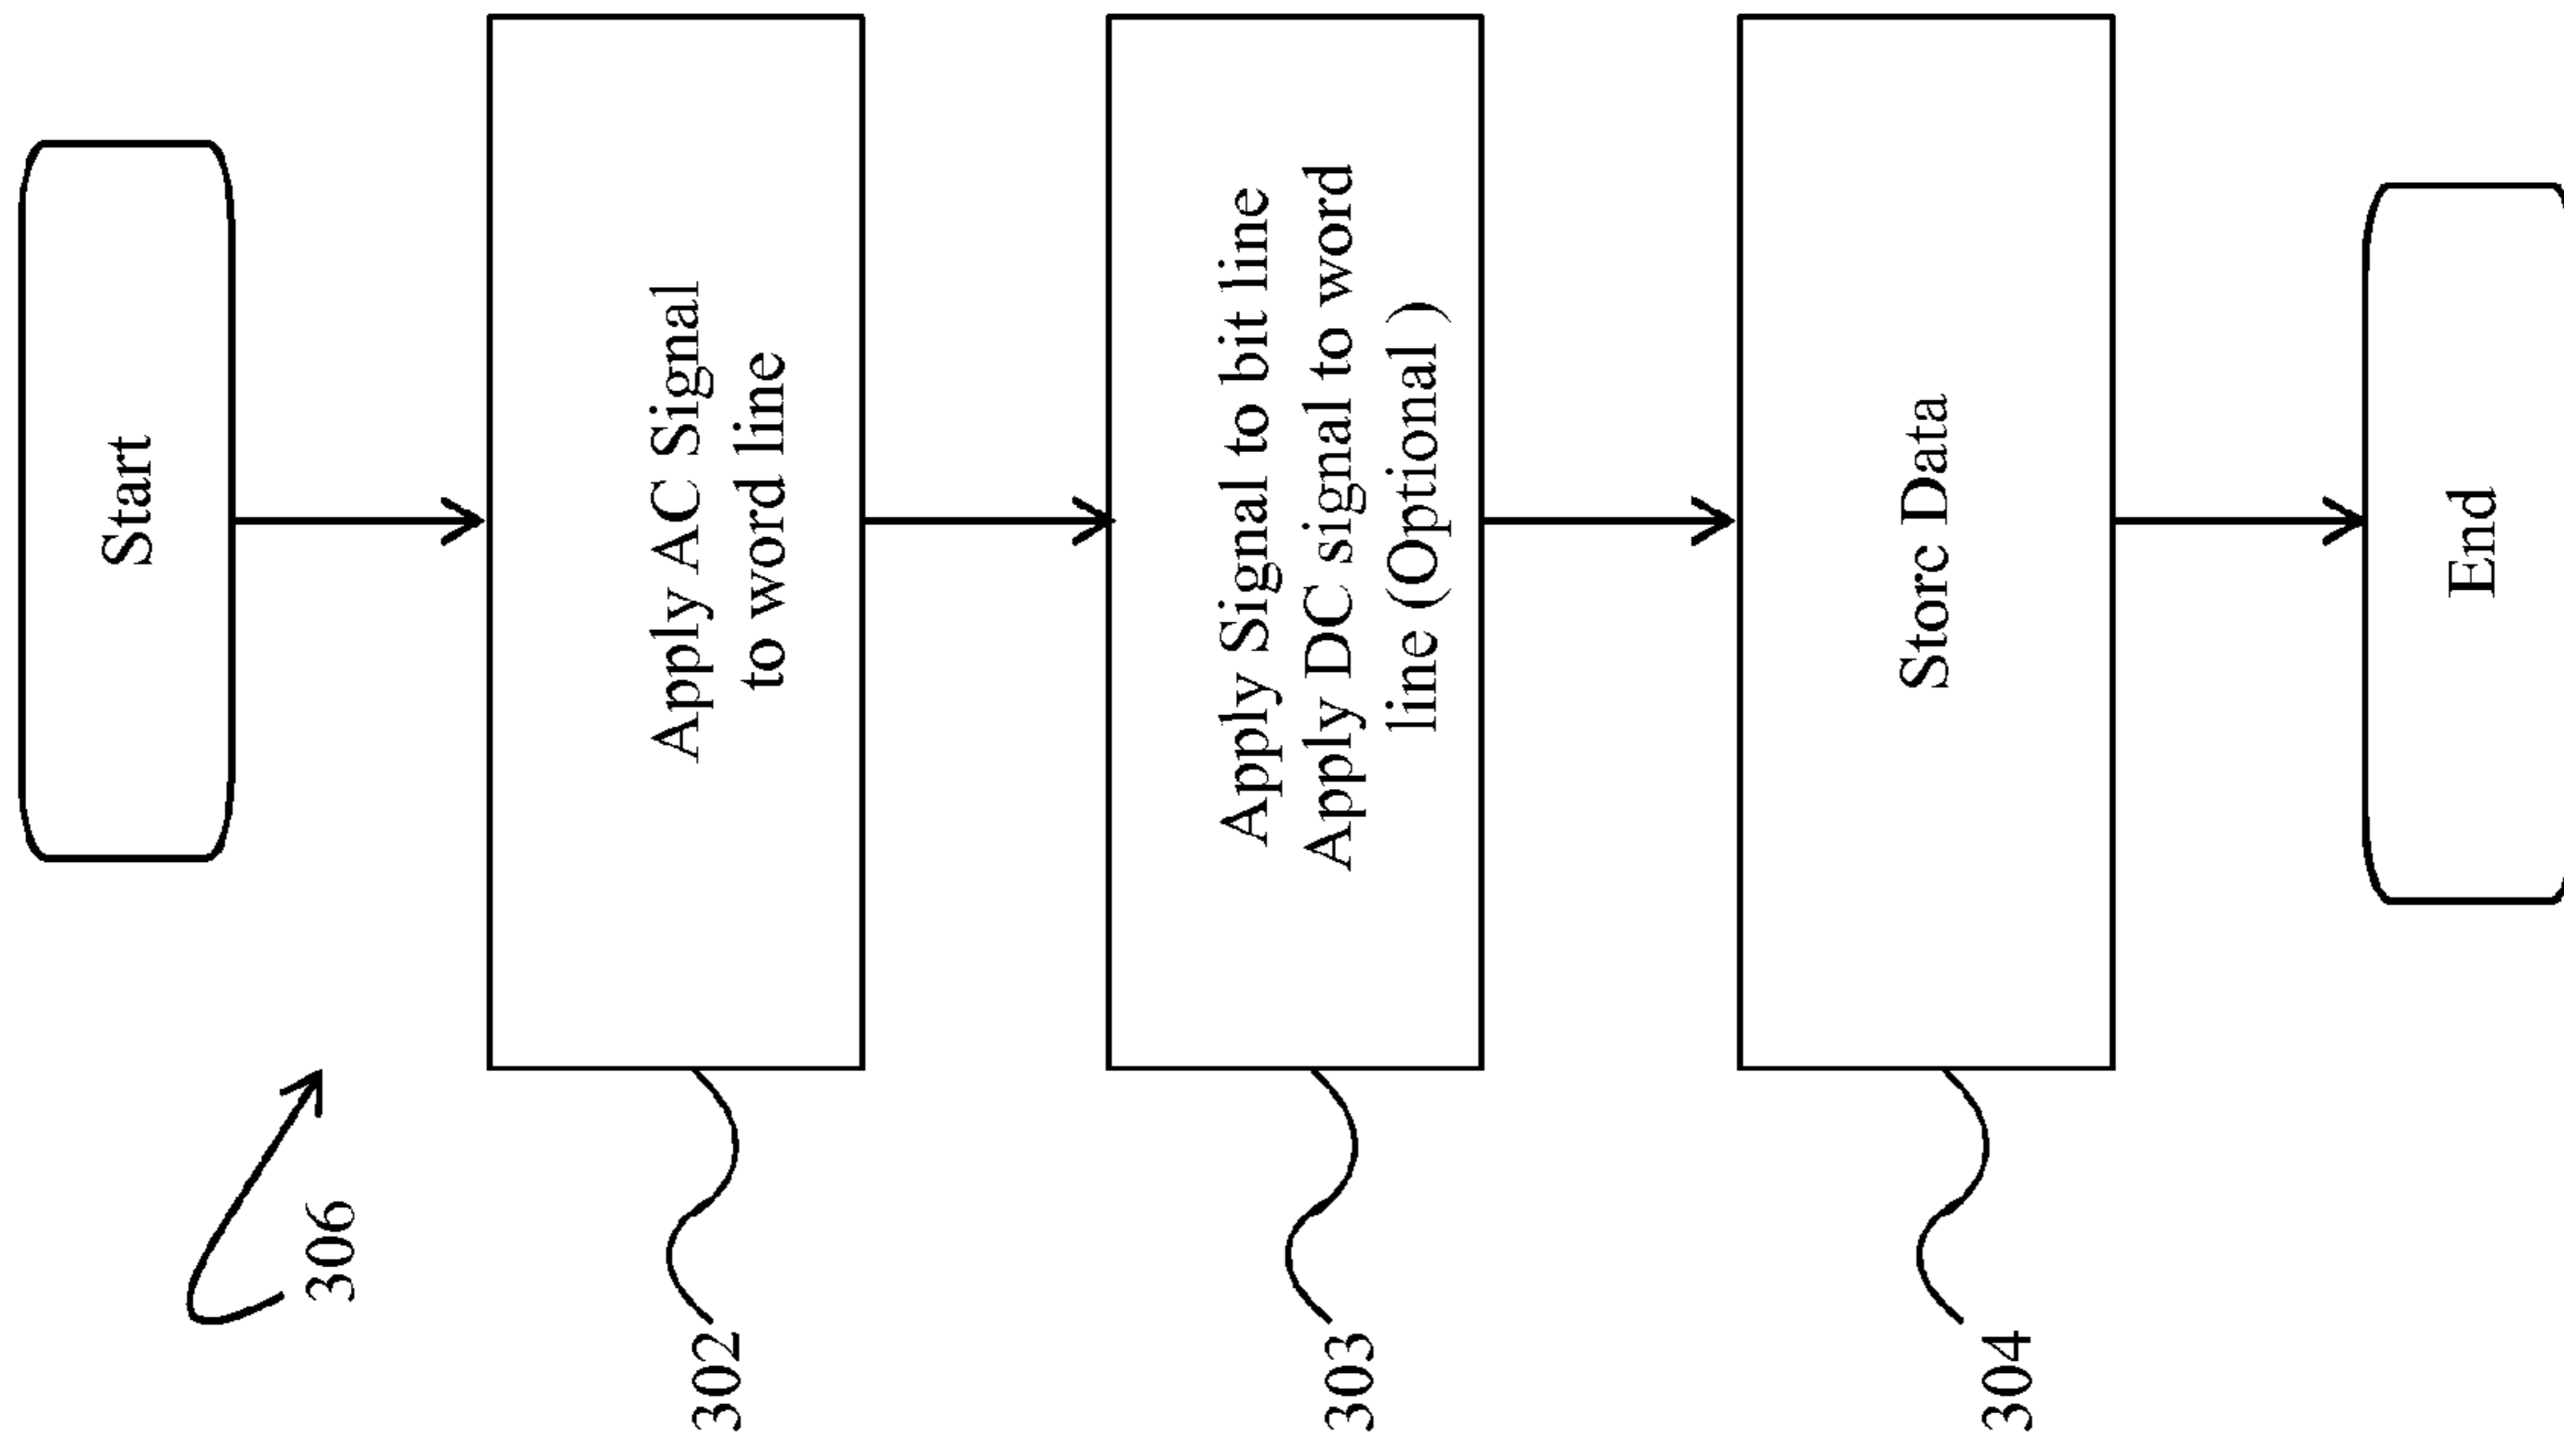 Start
306
302
Apply AC Signal
to word line
303
Apply Signal to bit line
Apply DC signal to word
line (Optional )
304
Store Data
End